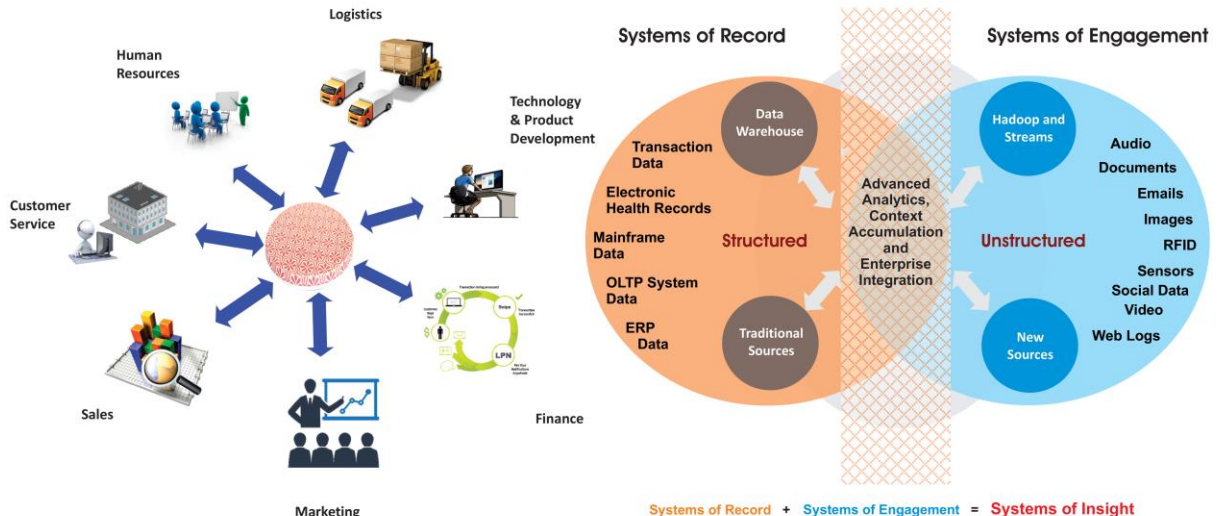 Logistics
Human
Resources
Technology
& Product
Development
Customer
Service
Sales
Finance
Marketing
Swipe
LPN
Systems of Record
Systems of Engagement
Data
Warehouse
Hadoop and
Streams
Transaction
Data
Electronic
Health Records
Mainframe
Data
Structured
OLTP System
Data
ERP
Data
Traditional
Sources
Advanced
Analytics,
Context
Accumulation
and
Enterprise
Integration
Unstructured
Audio
Documents
Emails
Images
RFID
Sensors
Social Data
Video
Web Logs
New
Sources
Systems of Record + Systems of Engagement = Systems of Insight